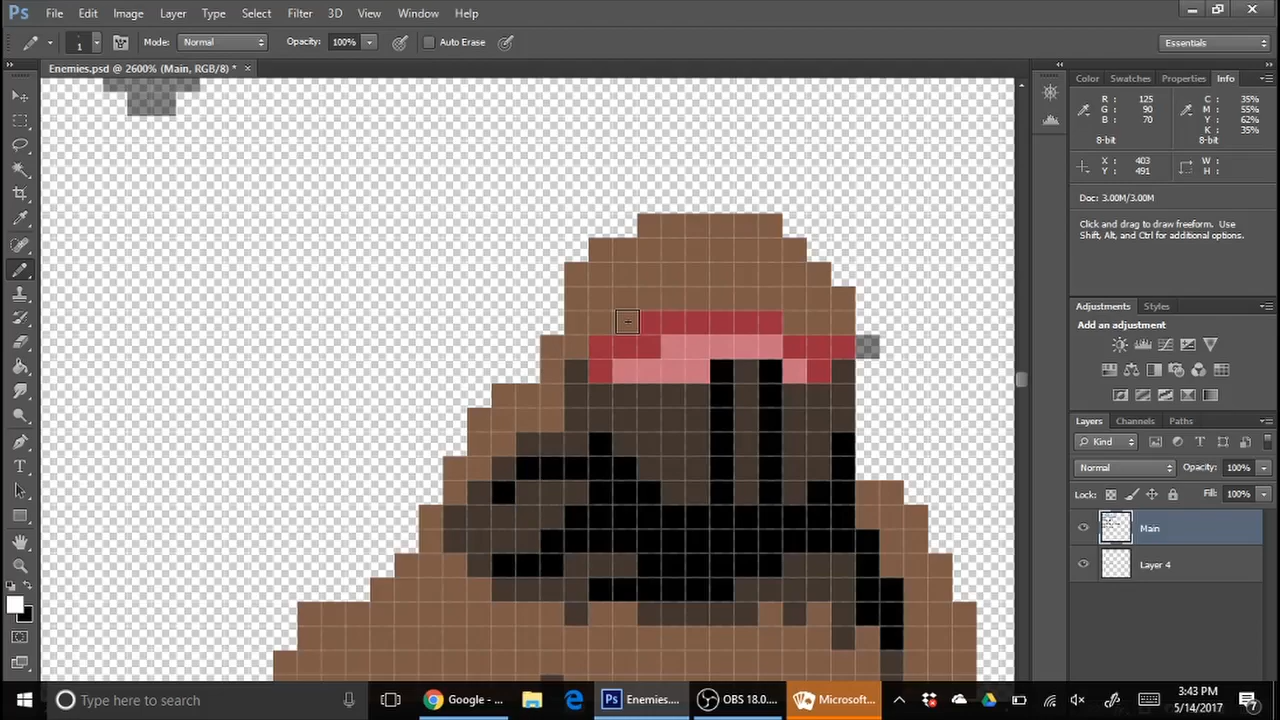 Ps File Edit Image Layer Type Select Filter 3D View Window Help
1 Mode: Normal Opacity: 100% Auto Erase Essentials
Enemies.psd @ 2600% (Main, RGB/8) * ×
Color Swatches Properties Info
R: 125 C: 35%
G: 90 M: 55%
B: 70 Y: 62%
K: 35%
8-bit 8-bit
X: 403 W:
Y: 491 H:
Doc: 3.00M/3.00M
Click and drag to draw freeform. Use
Shift, Alt, and Ctrl for additional options.
Adjustments Styles
Add an adjustment
Layers Channels Paths
Kind
Normal Opacity: 100%
Lock: Fill: 100%
Main
Layer 4
Type here to search
Google - ...
Ps Enemies....
OBS 18.0....
Microsoft...
3:43 PM
5/14/2017